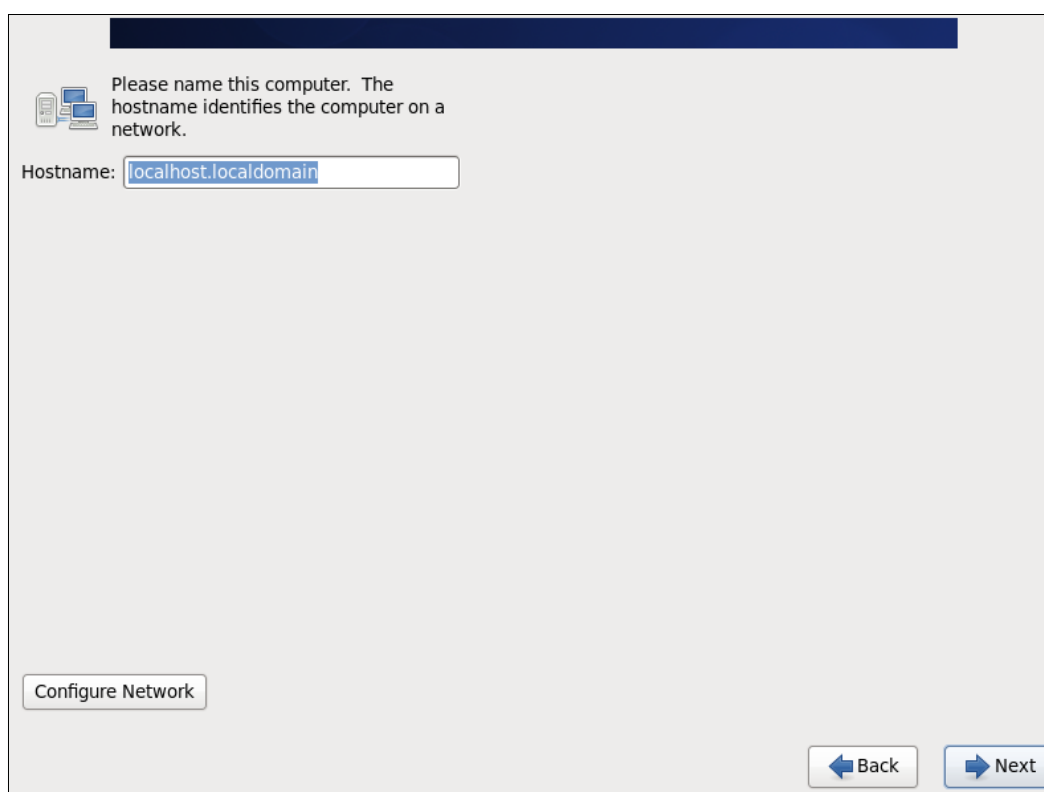 Please name this computer.  The
hostname identifies the computer on a
network.
Hostname: localhost.localdomain
Configure Network
Back Next